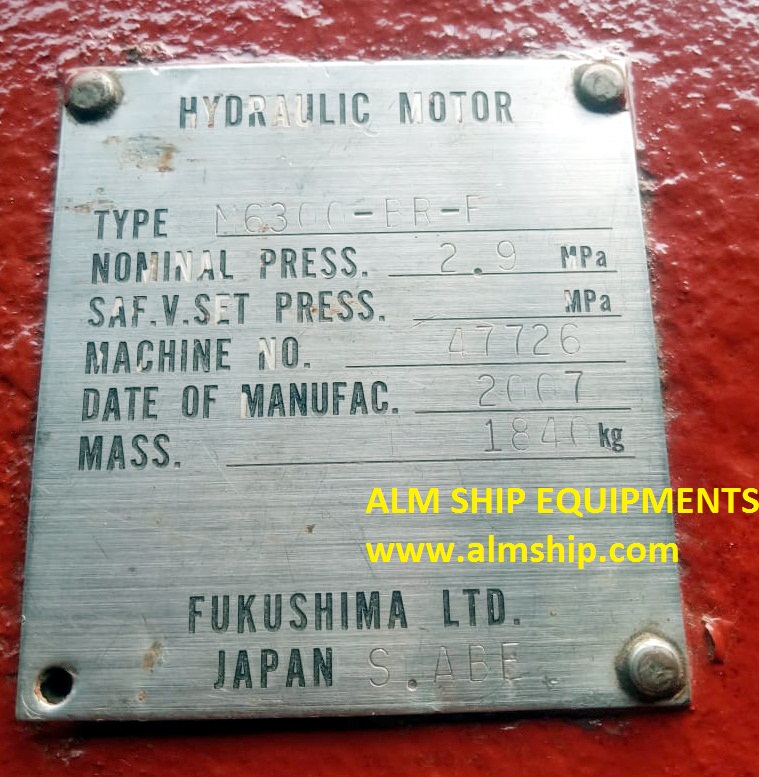 HYDRAULIC MOTOR
TYPE M6300-BR-F
NOMINAL PRESS. 2.9 MPa
SAF.V.SET PRESS. MPa
MACHINE NO. 47726
DATE OF MANUFAC. 2007
MASS. 1840 kg
ALM SHIP EQUIPMENTS
www.almship.com
FUKUSHIMA LTD.
JAPAN S.ABE